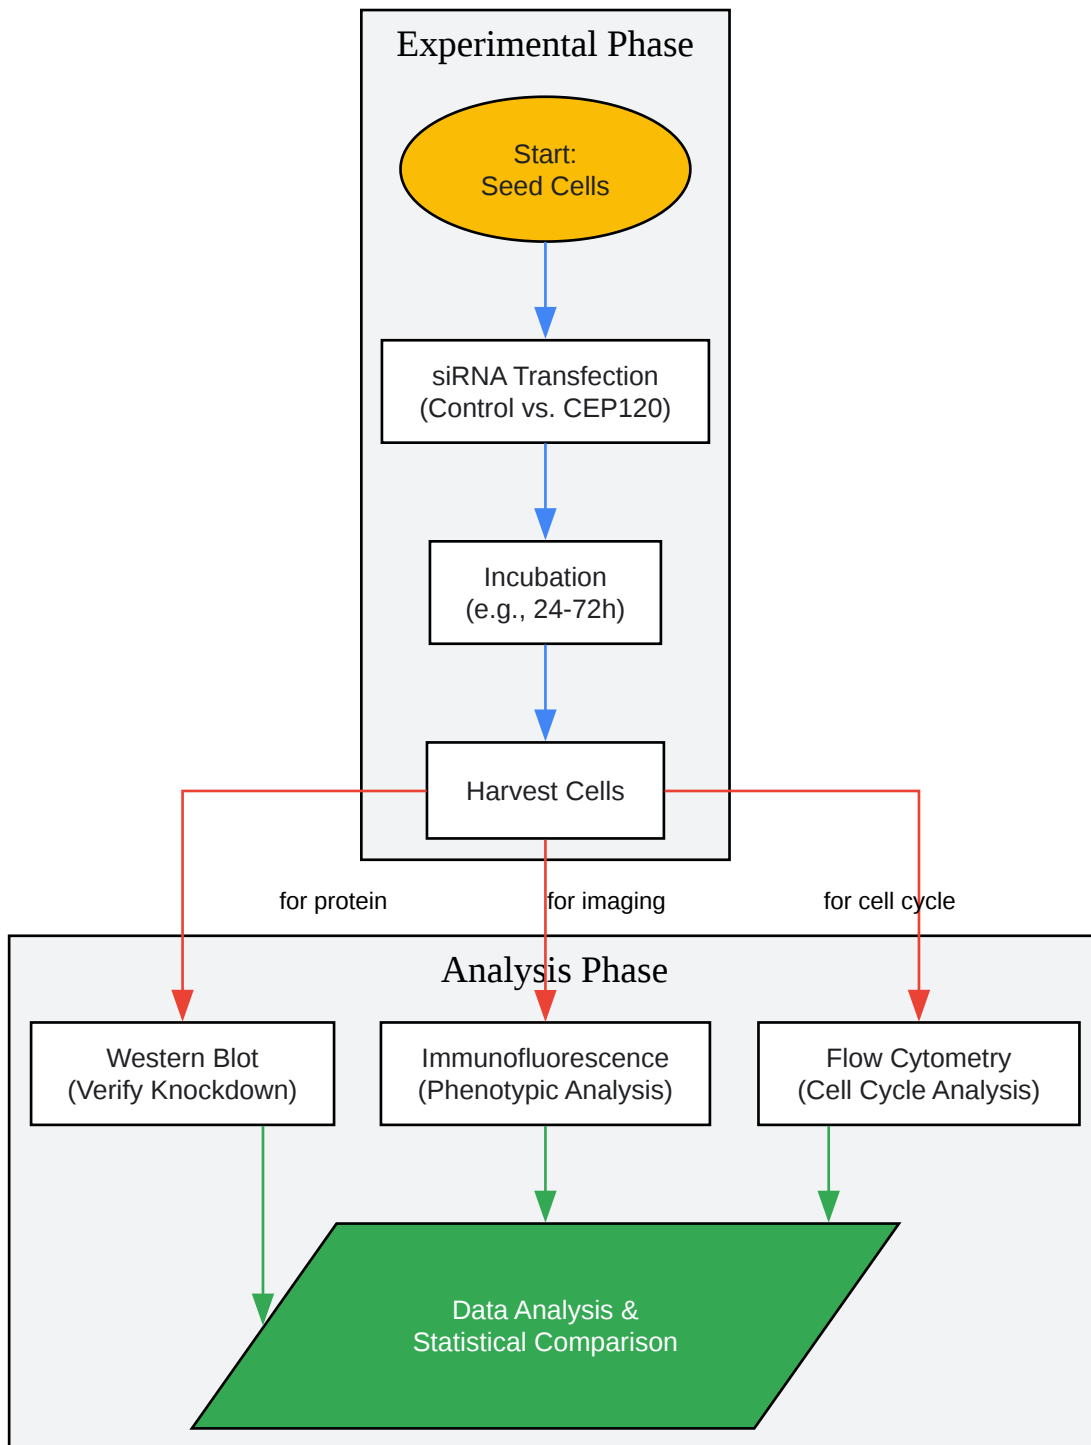 Experimental Phase
Start:
Seed Cells
siRNA Transfection
(Control vs. CEP120)
Incubation
(e.g., 24-72h)
Harvest Cells
for protein
for imaging
for cell cycle
Analysis Phase
Western Blot
(Verify Knockdown)
Immunofluorescence
(Phenotypic Analysis)
Flow Cytometry
(Cell Cycle Analysis)
Data Analysis &
Statistical Comparison